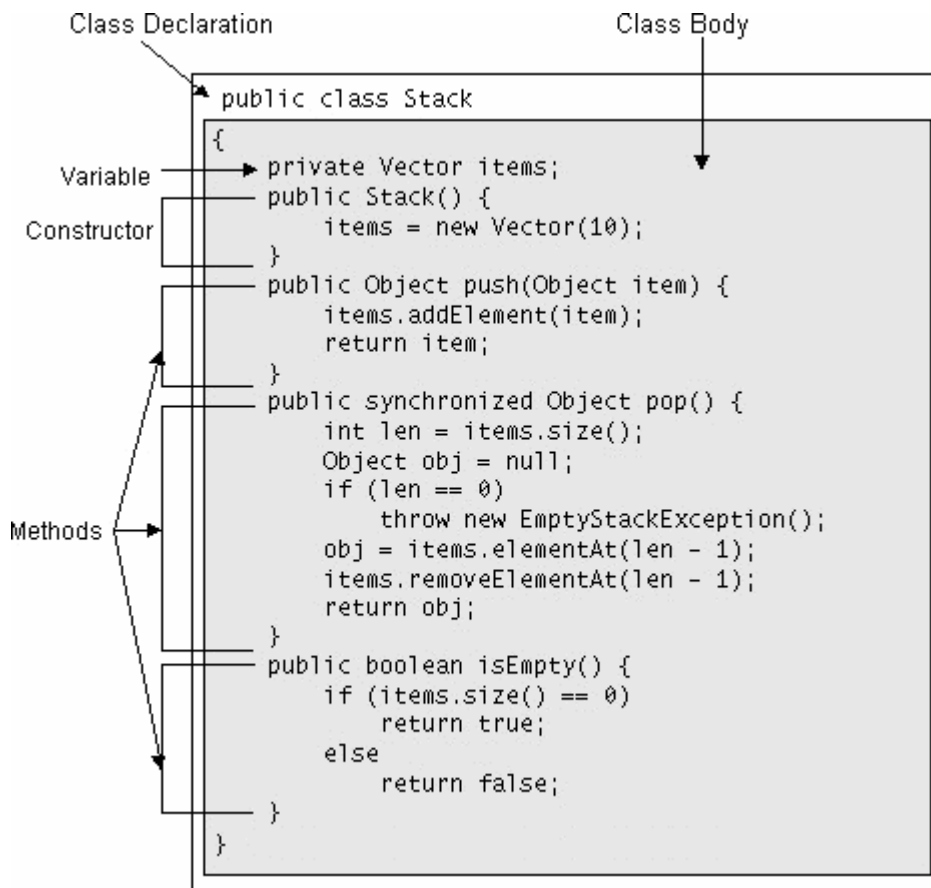 Class Declaration
Class Body
public class Stack
{
Variable
private Vector items;
public Stack() {
Constructor
items = new Vector(10);
}
public Object push(Object item) {
items.addElement(item);
return item;
}
public synchronized Object pop() {
int len = items.size();
Object obj = null;
if (len == 0)
throw new EmptyStackException();
Methods
obj = items.elementAt(len - 1);
items.removeElementAt(len - 1);
return obj;
}
public boolean isEmpty() {
if (items.size() == 0)
return true;
else
return false;
}
}